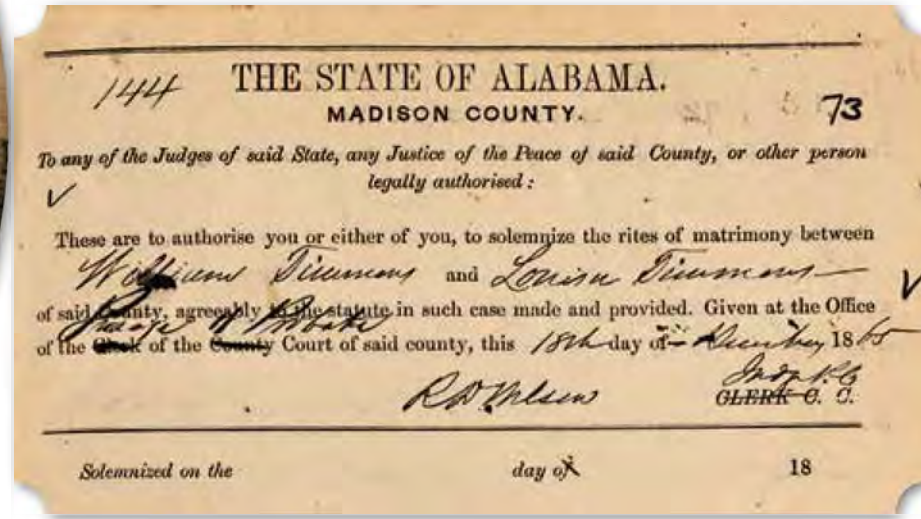 144 THE STATE OF ALABAMA. 73
MADISON COUNTY.
To any of the Judges of said State, any Justice of the Peace of said County, or other person
legally authorised:
These are to authorise you or either of you, to solemnize the rites of matrimony between
William Timmons and Louisa Timmons
of said County, agreeably to the statute in such case made and provided. Given at the Office
Judge of Probate
of the Clerk of the County Court of said county, this 18th day of December 1865
Judge P.C.
CLERK C. C.
Solemnized on the day of 18